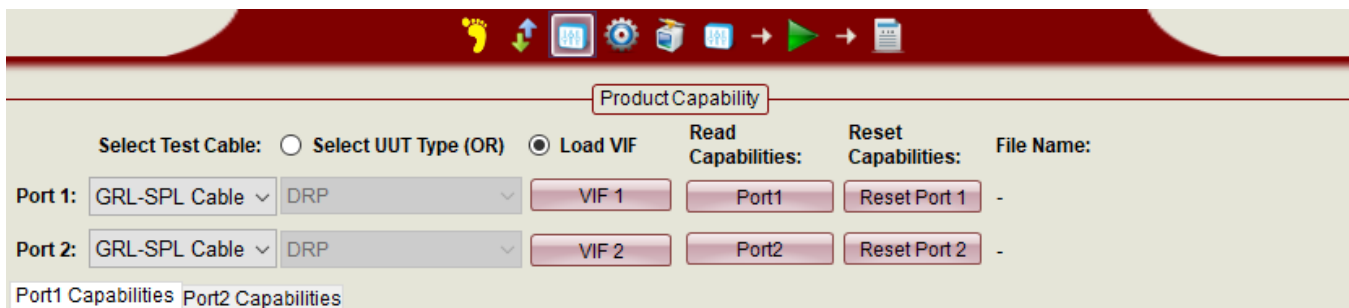 Product Capability
Select Test Cable: Select UUT Type (OR) Load VIF Read Capabilities: Reset Capabilities: File Name:
Port 1: GRL-SPL Cable DRP VIF 1 Port1 Reset Port 1 -
Port 2: GRL-SPL Cable DRP VIF 2 Port2 Reset Port 2 -
Port1 Capabilities Port2 Capabilities